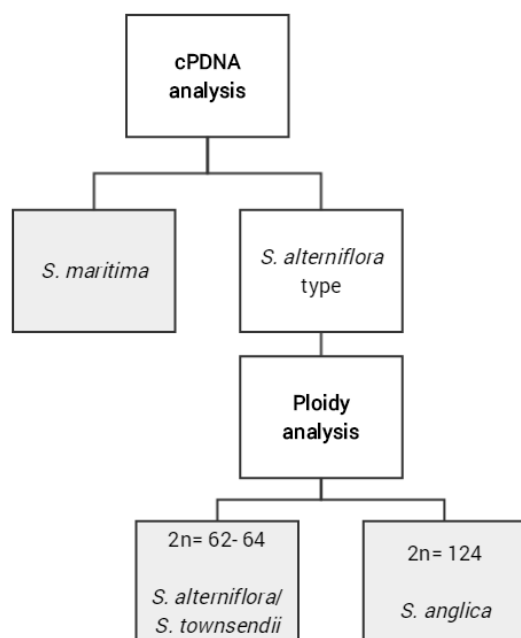 cPDNA
analysis
S. maritima
S. alterniflora
type
Ploidy
analysis
2n= 62- 64
S. alterniflora/
S. townsendii
2n= 124
S. anglica